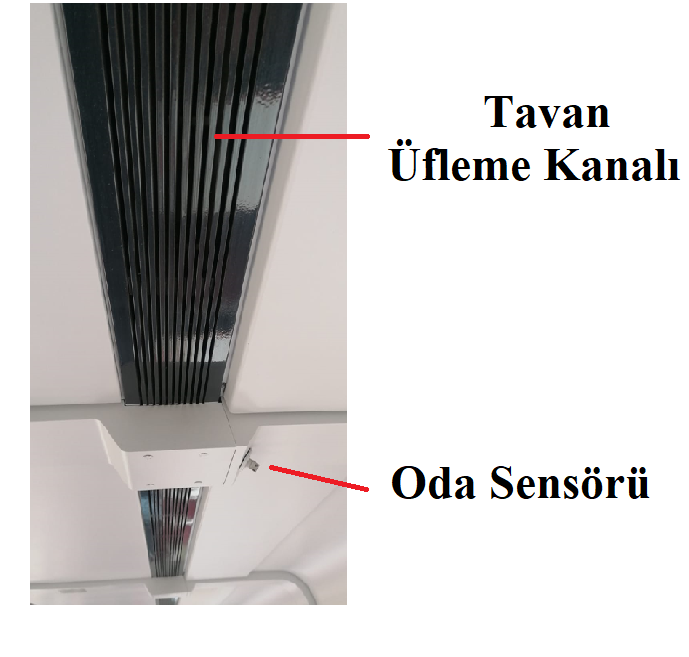 Tavan
Üfleme Kanalı
Oda Sensörü